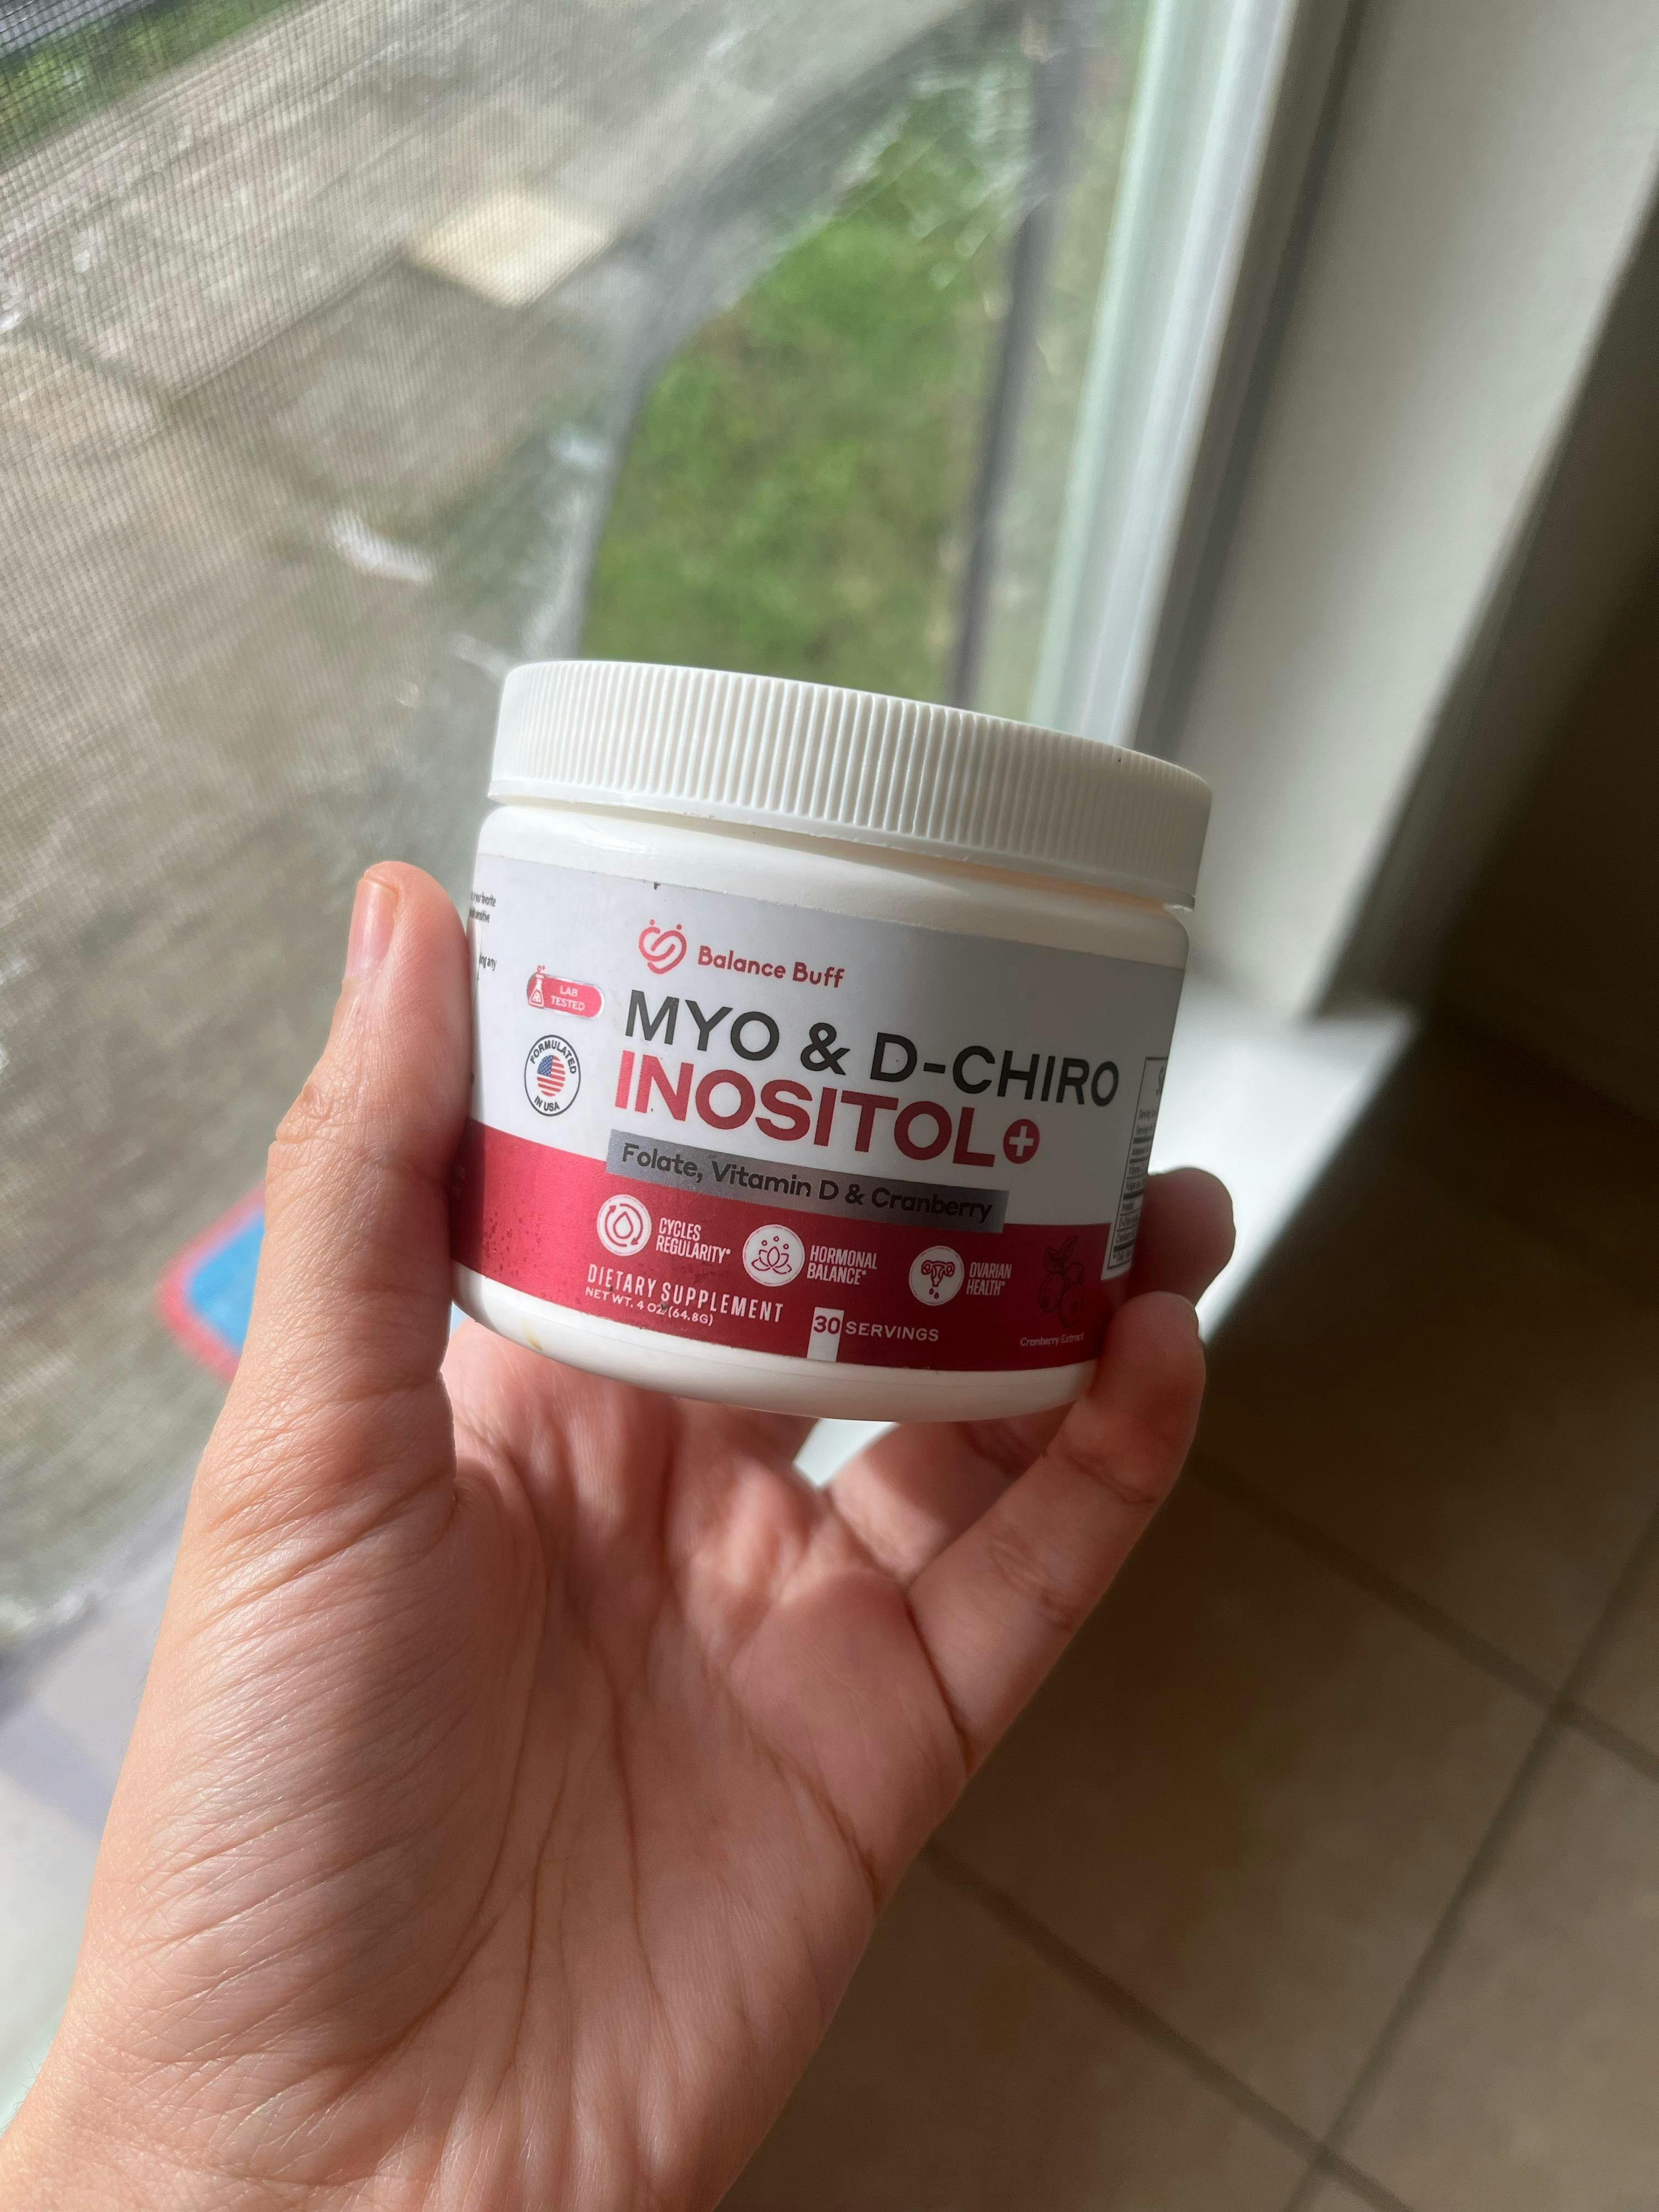 Balance Buff
LAB
TESTED
MYO & D-CHIRO
INOSITOL+
FORMULATED
IN USA
Folate, Vitamin D & Cranberry
CYCLES
REGULARITY*
HORMONAL
BALANCE*
OVARIAN
HEALTH*
DIETARY SUPPLEMENT
NET WT. 4 OZ (64.8G)
30 SERVINGS
Cranberry Extract